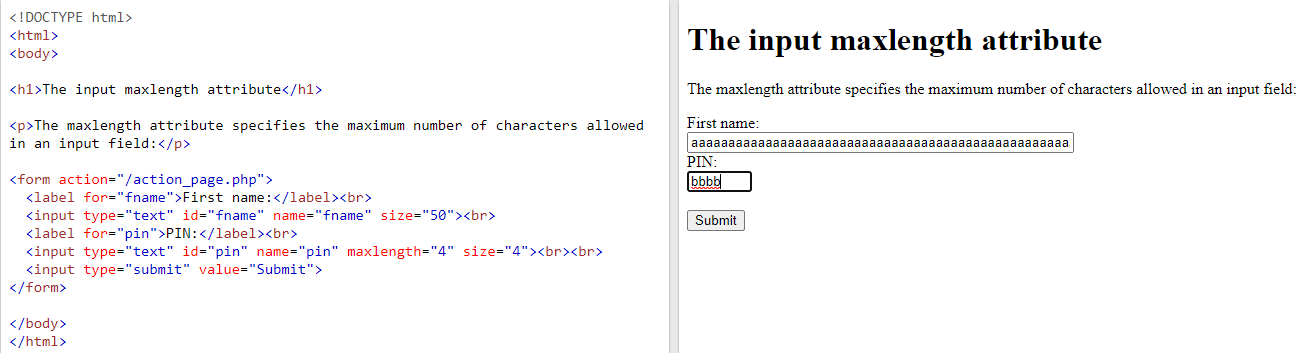 <!DOCTYPE html>
<html>
<body>
<h1>The input maxlength attribute</h1>
<p>The maxlength attribute specifies the maximum number of characters allowed
in an input field:</p>
<form action="/action_page.php">
<label for="fname">First name:</label><br>
<input type="text" id="fname" name="fname" size="50"><br>
<label for="pin">PIN:</label><br>
<input type="text" id="pin" name="pin" maxlength="4" size="4"><br><br>
<input type="submit" value="Submit">
</form>
</body>
</html>
The input maxlength attribute
The maxlength attribute specifies the maximum number of characters allowed in an input field:
First name:
aaaaaaaaaaaaaaaaaaaaaaaaaaaaaaaaaaaaaaaaaaaaaaaaaaa
PIN:
bbbb
Submit